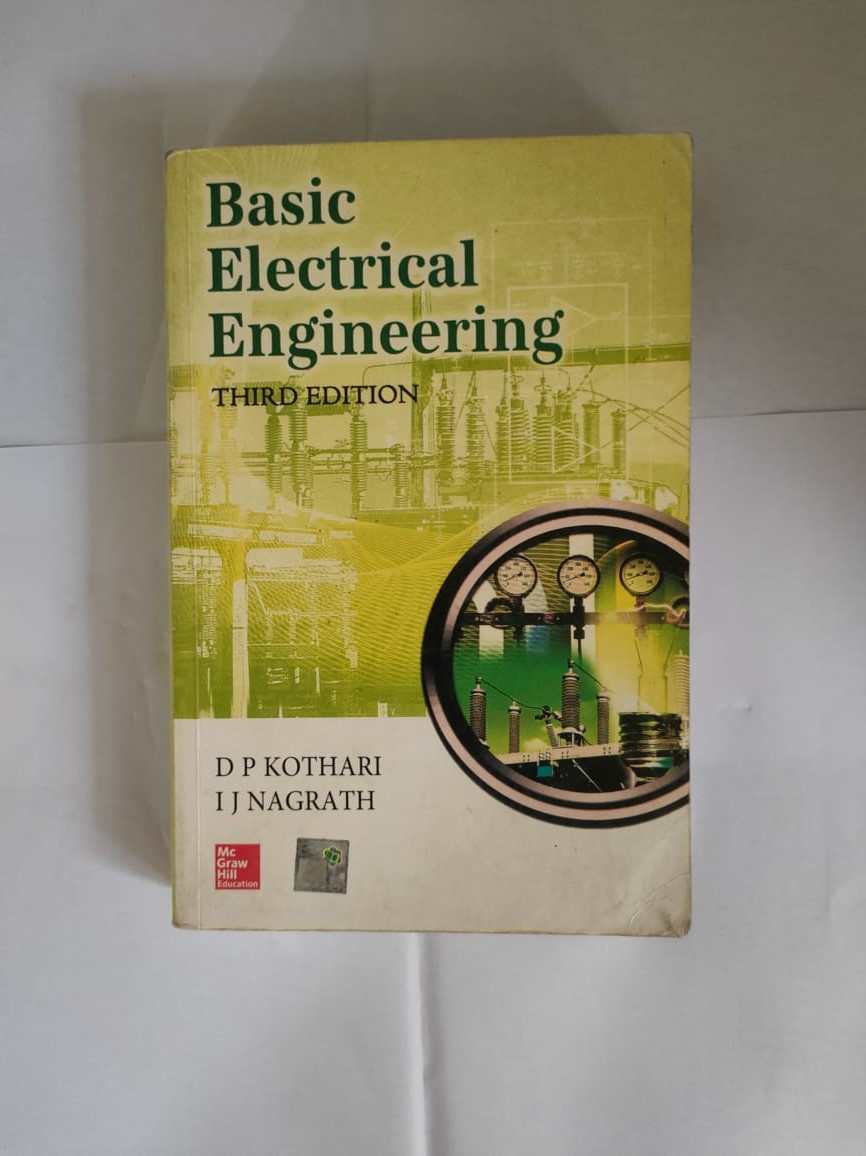 Basic
Electrical
Engineering
THIRD EDITION
D P KOTHARI
I J NAGRATH
Mc
Graw
Hill
Education